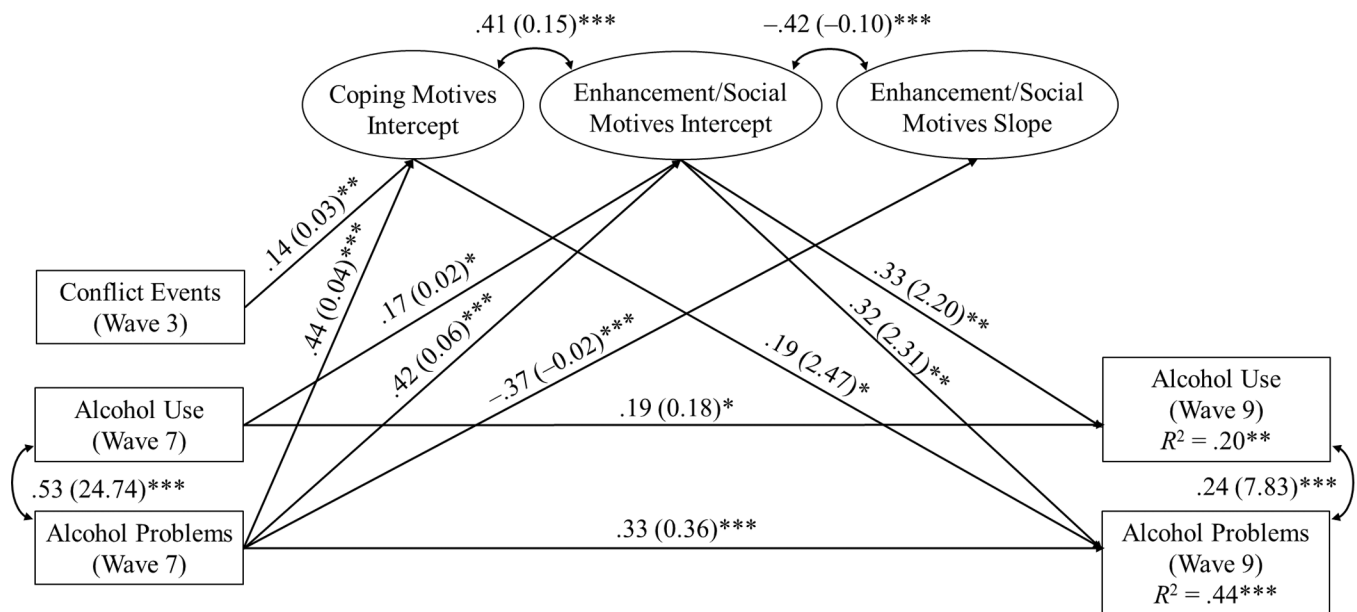 .41 (0.15)***
–.42 (–0.10)***
Coping Motives
Intercept
Enhancement/Social
Motives Intercept
Enhancement/Social
Motives Slope
.14 (0.03)**
.44 (0.04)***
.17 (0.02)*
.42 (0.06)***
–.37 (–0.02)***
.33 (2.20)**
.32 (2.31)**
.19 (2.47)*
Conflict Events
(Wave 3)
Alcohol Use
(Wave 7)
.19 (0.18)*
Alcohol Use
(Wave 9)
R² = .20**
.53 (24.74)***
.24 (7.83)***
Alcohol Problems
(Wave 7)
.33 (0.36)***
Alcohol Problems
(Wave 9)
R² = .44***